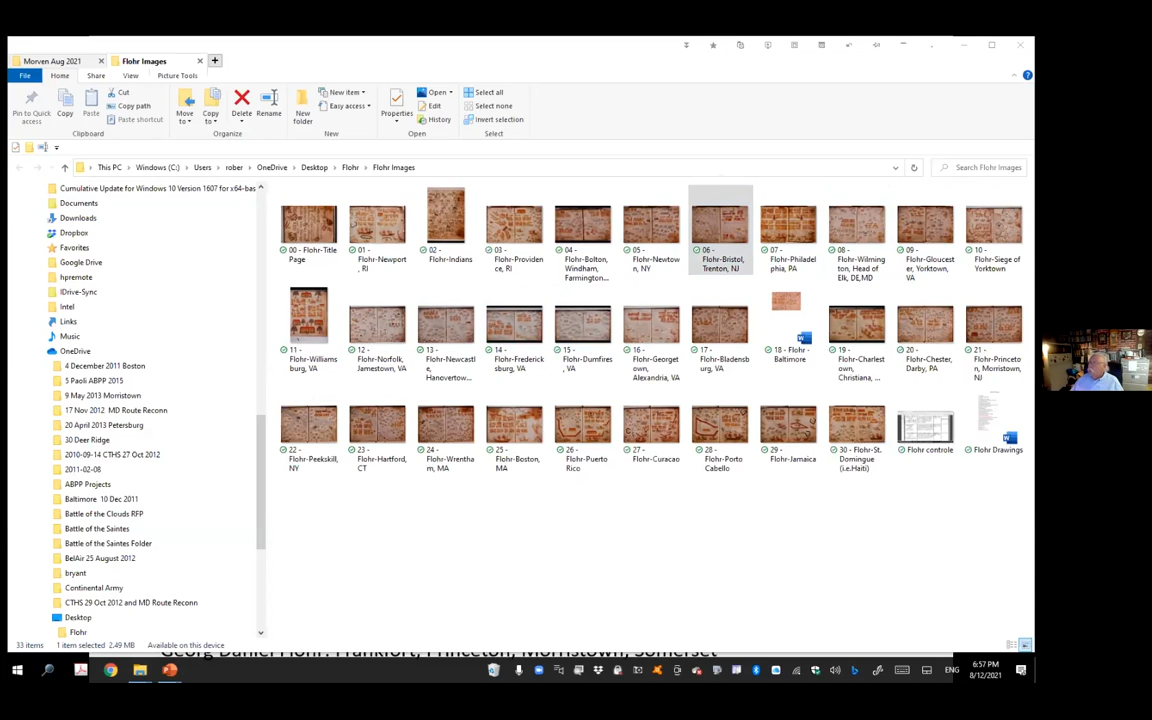 Morven Aug 2021
Flohr Images
File
Home
Share
View
Picture Tools
Pin to Quick access
Copy
Paste
Cut
Copy path
Paste shortcut
Clipboard
Move to
Copy to
Delete
Rename
Organize
New folder
New item
Easy access
New
Properties
Open
Edit
History
Open
Select all
Select none
Invert selection
Select
This PC > Windows (C:) > Users > rober > OneDrive > Desktop > Flohr > Flohr Images
Search Flohr Images
Cumulative Update for Windows 10 Version 1607 for x64-bas
Documents
Downloads
Dropbox
Favorites
Google Drive
hpremote
IDrive-Sync
Intel
Links
Music
OneDrive
4 December 2011 Boston
5 Paoli ABPP 2015
9 May 2013 Morristown
17 Nov 2012 MD Route Reconn
20 April 2013 Petersburg
30 Deer Ridge
2010-09-14 CTHS 27 Oct 2012
2011-02-08
ABPP Projects
Baltimore 10 Dec 2011
Battle of the Clouds RFP
Battle of the Saintes
Battle of the Saintes Folder
BelAir 25 August 2012
bryant
Continental Army
CTHS 29 Oct 2012 and MD Route Reconn
Desktop
Flohr
00 - Flohr-Title Page
01 - Flohr-Newport, RI
02 - Flohr-Indians
03 - Flohr-Providence, RI
04 - Flohr-Bolton, Windham, Farmington...
05 - Flohr-Newtown, NY
06 - Flohr-Bristol, Trenton, NJ
07 - Flohr-Philadelphia, PA
08 - Flohr-Wilmington, Head of Elk, DE,MD
09 - Flohr-Gloucester, Yorktown, VA
10 - Flohr-Siege of Yorktown
11 - Flohr-Williamsburg, VA
12 - Flohr-Norfolk, Jamestown, VA
13 - Flohr-Newcastle, Hanovertow...
14 - Flohr-Fredericksburg, VA
15 - Flohr-Dumfires, VA
16 - Flohr-Georgetown, Alexandria, VA
17 - Flohr-Bladensburg, VA
18 - Flohr - Baltimore
19 - Flohr-Charlestown, Christiana, ...
20 - Flohr-Chester, Darby, PA
21 - Flohr-Princeton, Morristown, NJ
22 - Flohr-Peekskill, NY
23 - Flohr-Hartford, CT
24 - Flohr-Wrentham, MA
25 - Flohr-Boston, MA
26 - Flohr-Puerto Rico
27 - Flohr-Curacao
28 - Flohr-Porto Cabello
29 - Flohr-Jamaica
30 - Flohr-St. Domingue (i.e.Haiti)
Flohr controle
Flohr Drawings
33 items
1 item selected 2.49 MB
Available on this device
Georg Daniel Flohr: Frankfort, Princeton, Morristown, Somerset
ENG
6:57 PM
8/12/2021